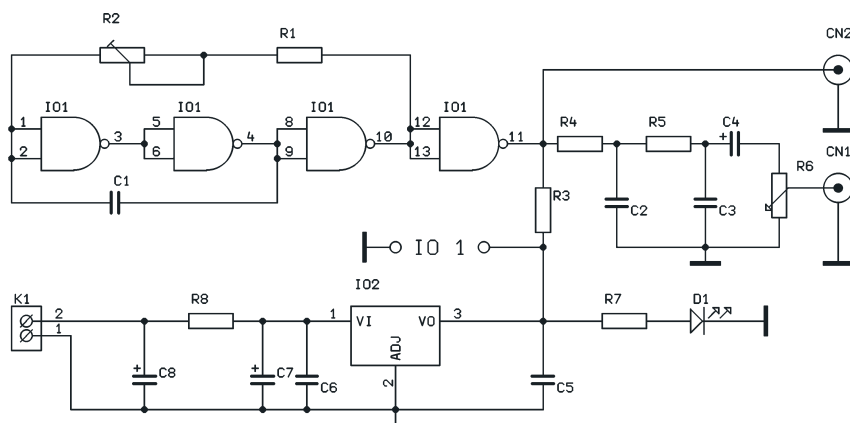 R2
R1
CN2
IO1
IO1
IO1
IO1
1
2
3
5
6
4
8
9
10
12
13
11
R4
R5
C4
+
CN1
R6
C1
R3
C2
C3
IO 1
IO2
K1
2
1
R8
1
VI
VO
3
ADJ
2
R7
D1
+
C8
+
C7
C6
C5